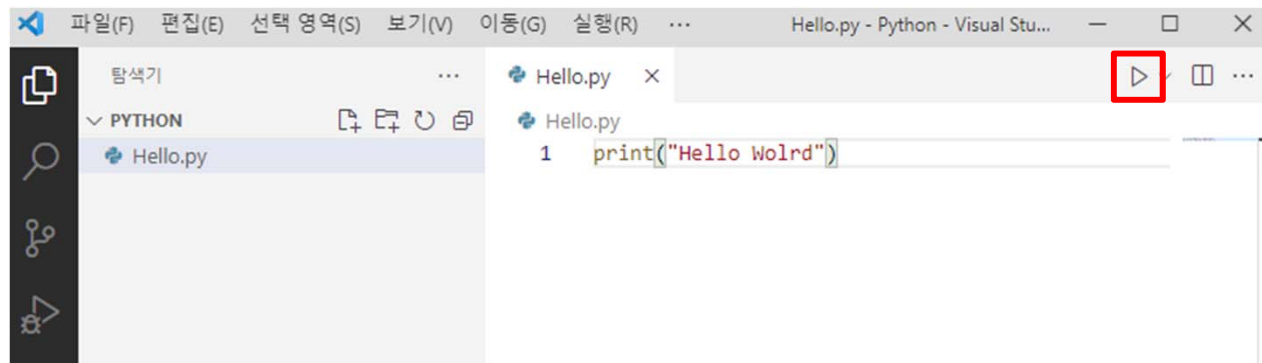 파일(F) 편집(E) 선택 영역(S) 보기(V) 이동(G) 실행(R) ··· Hello.py - Python - Visual Stu...
탐색기 ··· Hello.py
PYTHON Hello.py
Hello.py 1 print("Hello Wolrd")